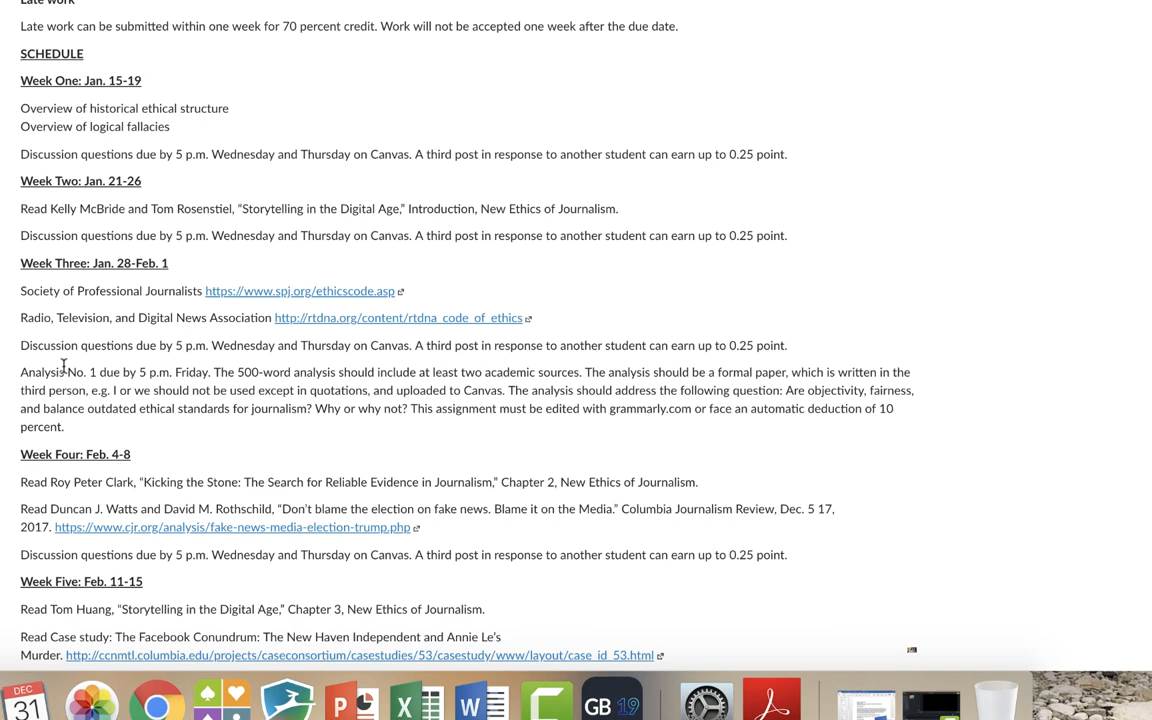 Late work
Late work can be submitted within one week for 70 percent credit. Work will not be accepted one week after the due date.
SCHEDULE
Week One: Jan. 15-19
Overview of historical ethical structure
Overview of logical fallacies
Discussion questions due by 5 p.m. Wednesday and Thursday on Canvas. A third post in response to another student can earn up to 0.25 point.
Week Two: Jan. 21-26
Read Kelly McBride and Tom Rosenstiel, “Storytelling in the Digital Age,” Introduction, New Ethics of Journalism.
Discussion questions due by 5 p.m. Wednesday and Thursday on Canvas. A third post in response to another student can earn up to 0.25 point.
Week Three: Jan. 28-Feb. 1
Society of Professional Journalists https://www.spj.org/ethicscode.asp
Radio, Television, and Digital News Association http://rtdna.org/content/rtdna_code_of_ethics
Discussion questions due by 5 p.m. Wednesday and Thursday on Canvas. A third post in response to another student can earn up to 0.25 point.
Analysis No. 1 due by 5 p.m. Friday. The 500-word analysis should include at least two academic sources. The analysis should be a formal paper, which is written in the
third person, e.g. I or we should not be used except in quotations, and uploaded to Canvas. The analysis should address the following question: Are objectivity, fairness,
and balance outdated ethical standards for journalism? Why or why not? This assignment must be edited with grammarly.com or face an automatic deduction of 10
percent.
Week Four: Feb. 4-8
Read Roy Peter Clark, “Kicking the Stone: The Search for Reliable Evidence in Journalism,” Chapter 2, New Ethics of Journalism.
Read Duncan J. Watts and David M. Rothschild, “Don’t blame the election on fake news. Blame it on the Media.” Columbia Journalism Review, Dec. 5 17,
2017. https://www.cjr.org/analysis/fake-news-media-election-trump.php
Discussion questions due by 5 p.m. Wednesday and Thursday on Canvas. A third post in response to another student can earn up to 0.25 point.
Week Five: Feb. 11-15
Read Tom Huang, “Storytelling in the Digital Age,” Chapter 3, New Ethics of Journalism.
Read Case study: The Facebook Conundrum: The New Haven Independent and Annie Le’s
Murder. http://ccnmtl.columbia.edu/projects/caseconsortium/casestudies/53/casestudy/www/layout/case_id_53.html
DEC
31
P
X
W
C
GB 19